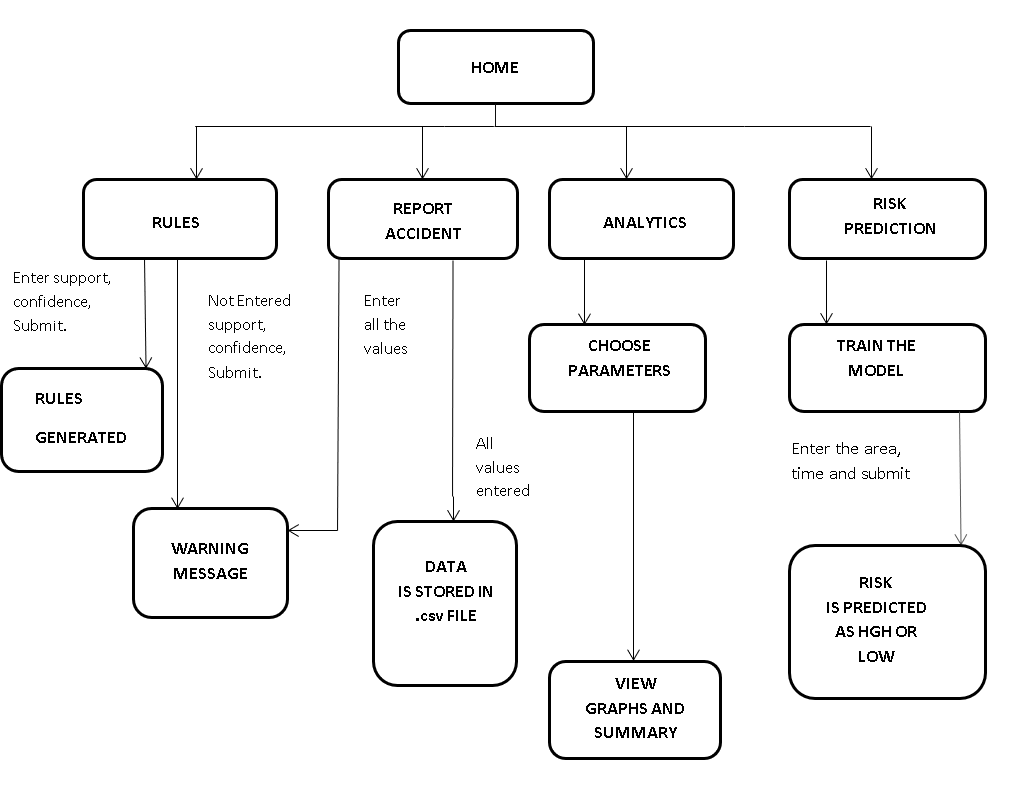 HOME
RULES
REPORT
ACCIDENT
ANALYTICS
RISK
PREDICTION
Enter support,
confidence,
Submit.
Not Entered
support,
confidence,
Submit.
Enter
all the
values
CHOOSE
PARAMETERS
TRAIN THE
MODEL
RULES
GENERATED
All
values
entered
Enter the area,
time and submit
WARNING
MESSAGE
DATA
IS STORED IN
.csv FILE
RISK
IS PREDICTED
AS HGH OR
LOW
VIEW
GRAPHS AND
SUMMARY